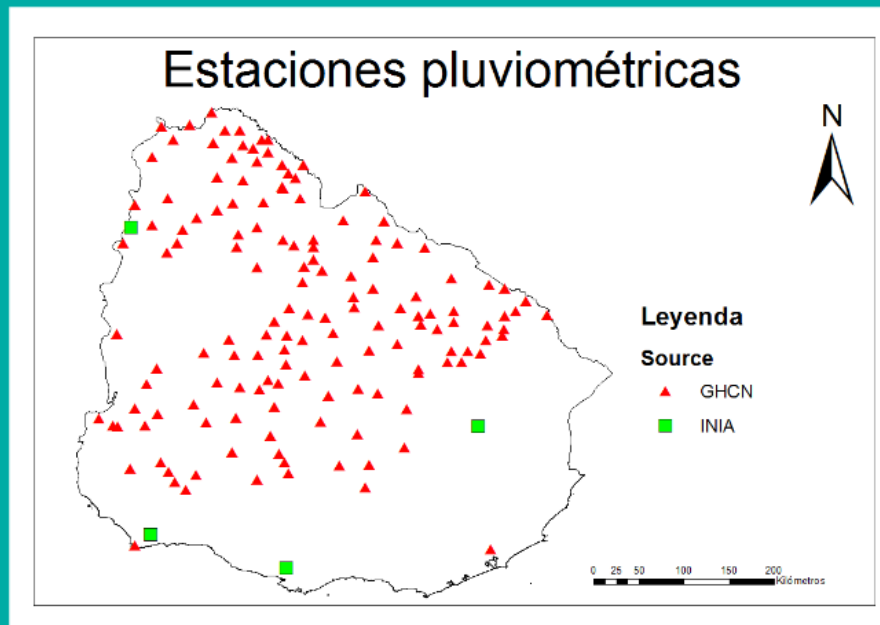 Estaciones pluviométricas
N
Leyenda
Source
GHCN
INIA
0 25 50 100 150 200
Kilómetros